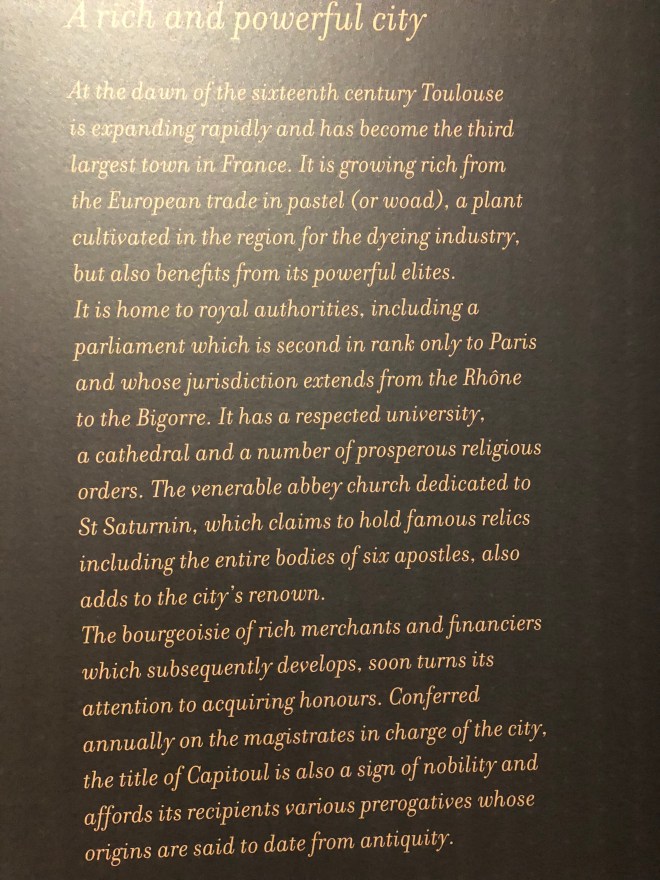 A rich and powerful city
At the dawn of the sixteenth century Toulouse
is expanding rapidly and has become the third
largest town in France. It is growing rich from
the European trade in pastel (or woad), a plant
cultivated in the region for the dyeing industry,
but also benefits from its powerful elites.
It is home to royal authorities, including a
parliament which is second in rank only to Paris
and whose jurisdiction extends from the Rhône
to the Bigorre. It has a respected university,
a cathedral and a number of prosperous religious
orders. The venerable abbey church dedicated to
St Saturnin, which claims to hold famous relics
including the entire bodies of six apostles, also
adds to the city's renown.
The bourgeoisie of rich merchants and financiers
which subsequently develops, soon turns its
attention to acquiring honours. Conferred
annually on the magistrates in charge of the city,
the title of Capitoul is also a sign of nobility and
affords its recipients various prerogatives whose
origins are said to date from antiquity.